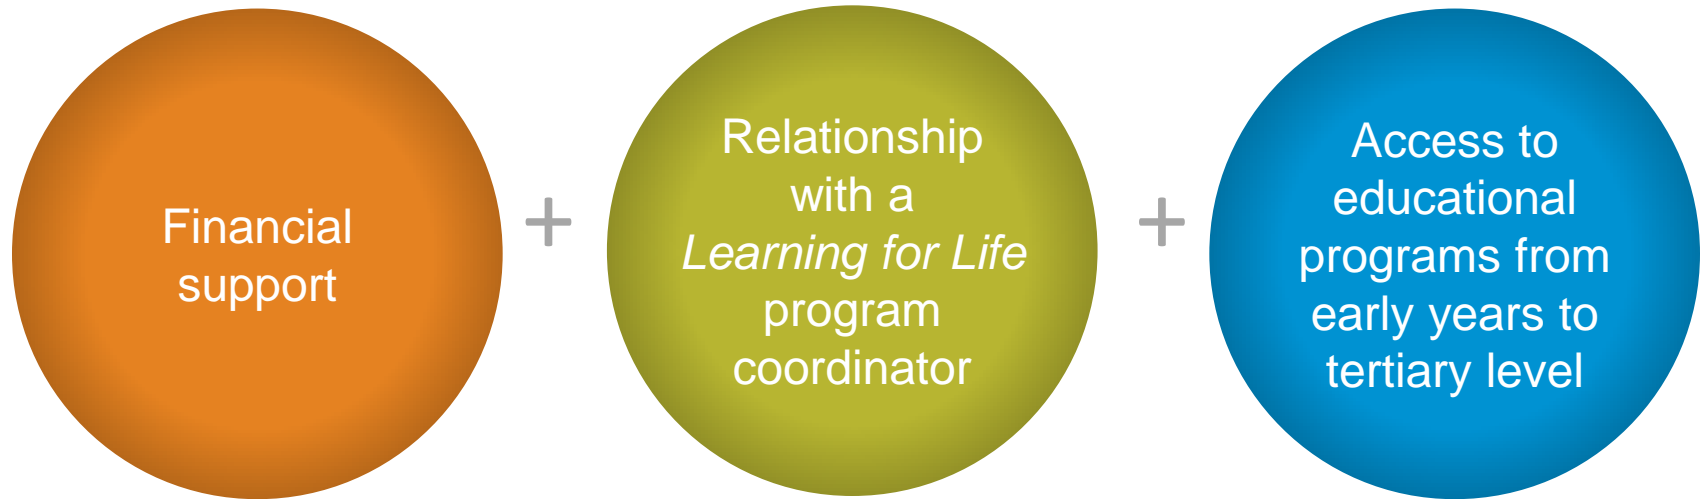 Financial
support
+
Relationship
with a
Learning for Life
program
coordinator
+
Access to
educational
programs from
early years to
tertiary level